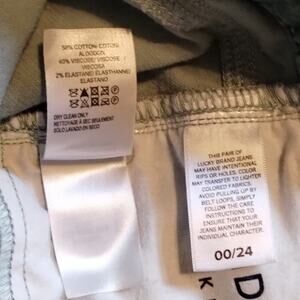 58% COTTON/ COTTON/
ALGODON
40% VISCOSE/ VISCOSE /
VISCOSA
2% ELASTANE/ ELASTHANNE/
ELASTANO
DRY CLEAN ONLY
NETTOYAGE À SEC SEULEMENT
SÓLO LAVADO EN SECO
THIS PAIR OF
LUCKY BRAND JEANS
MAY HAVE INTENTIONAL
RIPS OR HOLES. COLOR
MAY TRANSFER TO LIGHTER
COLORED FABRICS.
AVOID PULLING UP BY
BELT LOOPS, SIMPLY
FOLLOW THE CARE
INSTRUCTIONS TO
ENSURE THAT YOUR
JEANS MAINTAIN THEIR
INDIVIDUAL CHARACTER.
00/24
D
K